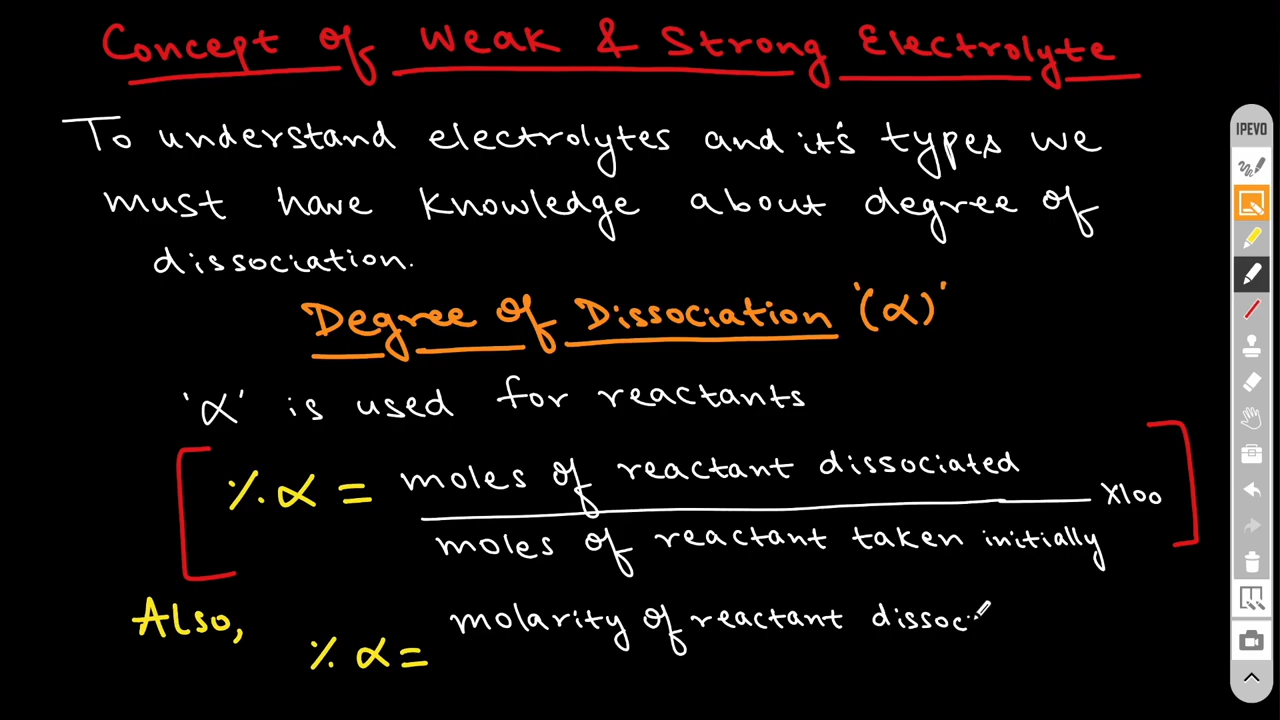 Concept of Weak & Strong Electrolyte
To understand electrolytes and it's types we
must have knowledge about degree of
dissociation.
Degree of Dissociation '(α)'
'α' is used for reactants
% α = moles of reactant dissociated
moles of reactant taken initially
×100
Also,
% α =
molarity of reactant dissoc
IPEVO